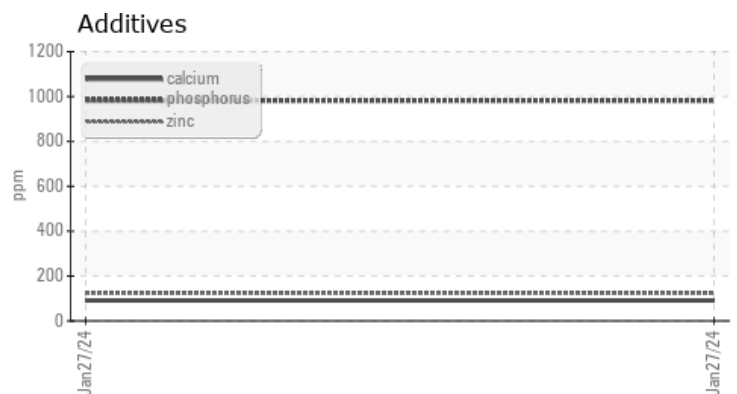 Additives
1200
1000
800
600
400
200
0
ppm
calcium
phosphorus
zinc
Jan27/24
Jan27/24